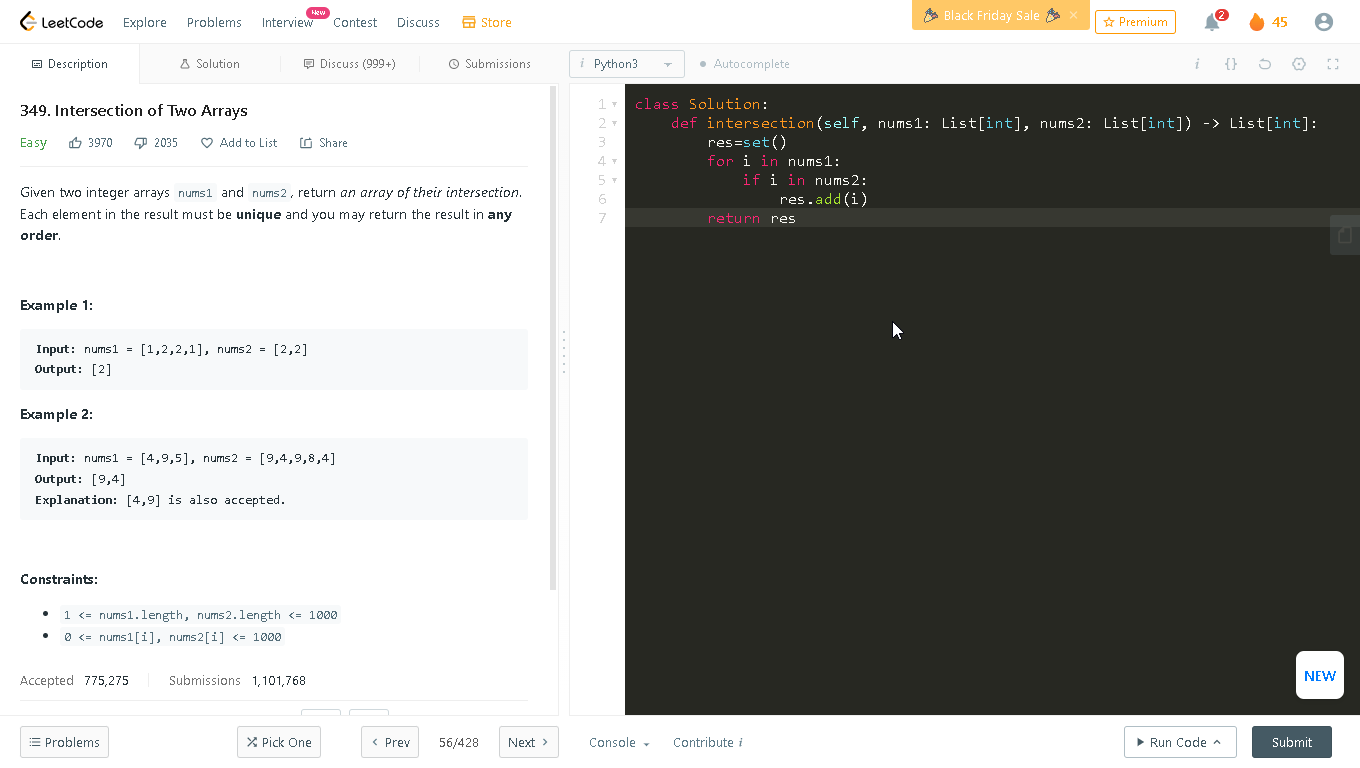 LeetCode Explore Problems Interview New Contest Discuss Store Black Friday Sale × Premium 2 45
Description Solution Discuss (999+) Submissions i Python3 Autocomplete i {}
349. Intersection of Two Arrays
Easy 3970 2035 Add to List Share
Given two integer arrays nums1 and nums2, return an array of their intersection.
Each element in the result must be unique and you may return the result in any
order.
Example 1:
Input: nums1 = [1,2,2,1], nums2 = [2,2]
Output: [2]
Example 2:
Input: nums1 = [4,9,5], nums2 = [9,4,9,8,4]
Output: [9,4]
Explanation: [4,9] is also accepted.
Constraints:
• 1 <= nums1.length, nums2.length <= 1000
• 0 <= nums1[i], nums2[i] <= 1000
Accepted 775,275 Submissions 1,101,768
1 class Solution:
2 def intersection(self, nums1: List[int], nums2: List[int]) -> List[int]:
3 res=set()
4 for i in nums1:
5 if i in nums2:
6 res.add(i)
7 return res
NEW
Problems Pick One Prev 56/428 Next Console Contribute i Run Code Submit